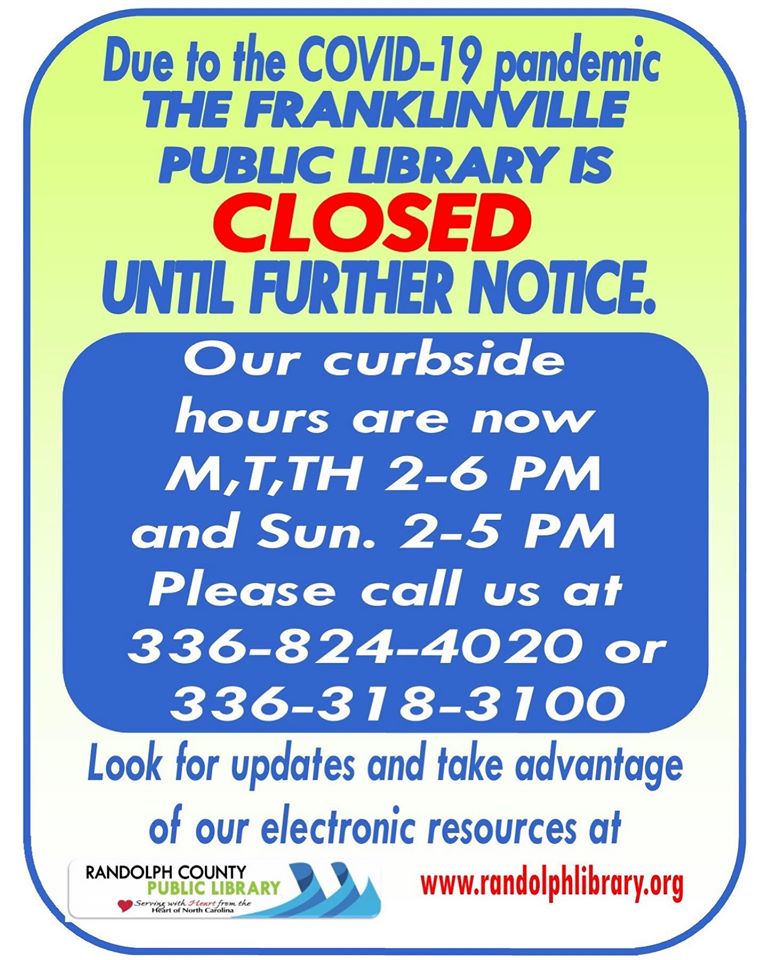 Due to the COVID-19 pandemic
THE FRANKLINVILLE
PUBLIC LIBRARY IS
CLOSED
UNTIL FURTHER NOTICE.
Our curbside
hours are now
M,T,TH 2-6 PM
and Sun. 2-5 PM
Please call us at
336-824-4020 or
336-318-3100
Look for updates and take advantage
of our electronic resources at
RANDOLPH COUNTY
PUBLIC LIBRARY
Serving with Heart from the
Heart of North Carolina
www.randolphlibrary.org